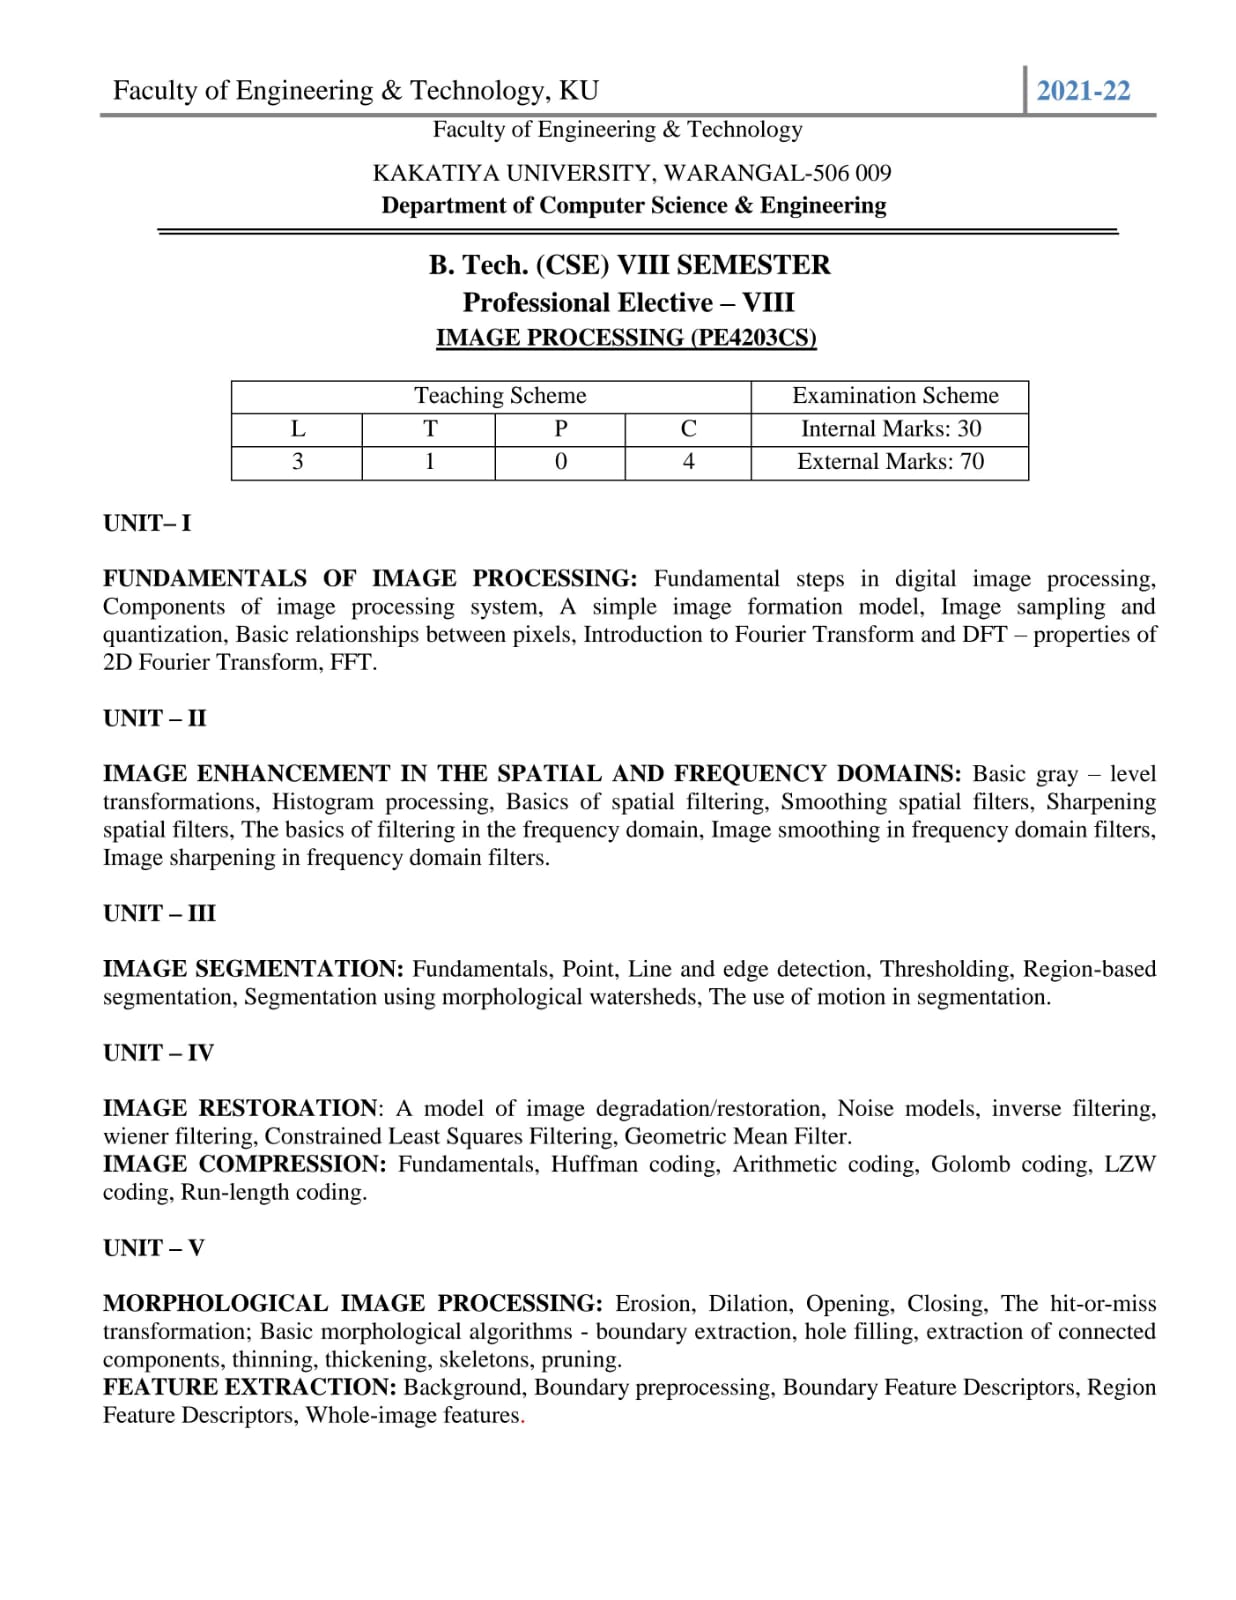 Faculty of Engineering & Technology, KU 2021-22
Faculty of Engineering & Technology
KAKATIYA UNIVERSITY, WARANGAL-506 009
Department of Computer Science & Engineering
B. Tech. (CSE) VIII SEMESTER
Professional Elective – VIII
IMAGE PROCESSING (PE4203CS)
Teaching Scheme Examination Scheme
L T P C Internal Marks: 30
3 1 0 4 External Marks: 70
UNIT– I
FUNDAMENTALS OF IMAGE PROCESSING: Fundamental steps in digital image processing,
Components of image processing system, A simple image formation model, Image sampling and
quantization, Basic relationships between pixels, Introduction to Fourier Transform and DFT – properties of
2D Fourier Transform, FFT.
UNIT – II
IMAGE ENHANCEMENT IN THE SPATIAL AND FREQUENCY DOMAINS: Basic gray – level
transformations, Histogram processing, Basics of spatial filtering, Smoothing spatial filters, Sharpening
spatial filters, The basics of filtering in the frequency domain, Image smoothing in frequency domain filters,
Image sharpening in frequency domain filters.
UNIT – III
IMAGE SEGMENTATION: Fundamentals, Point, Line and edge detection, Thresholding, Region-based
segmentation, Segmentation using morphological watersheds, The use of motion in segmentation.
UNIT – IV
IMAGE RESTORATION: A model of image degradation/restoration, Noise models, inverse filtering,
wiener filtering, Constrained Least Squares Filtering, Geometric Mean Filter.
IMAGE COMPRESSION: Fundamentals, Huffman coding, Arithmetic coding, Golomb coding, LZW
coding, Run-length coding.
UNIT – V
MORPHOLOGICAL IMAGE PROCESSING: Erosion, Dilation, Opening, Closing, The hit-or-miss
transformation; Basic morphological algorithms - boundary extraction, hole filling, extraction of connected
components, thinning, thickening, skeletons, pruning.
FEATURE EXTRACTION: Background, Boundary preprocessing, Boundary Feature Descriptors, Region
Feature Descriptors, Whole-image features.